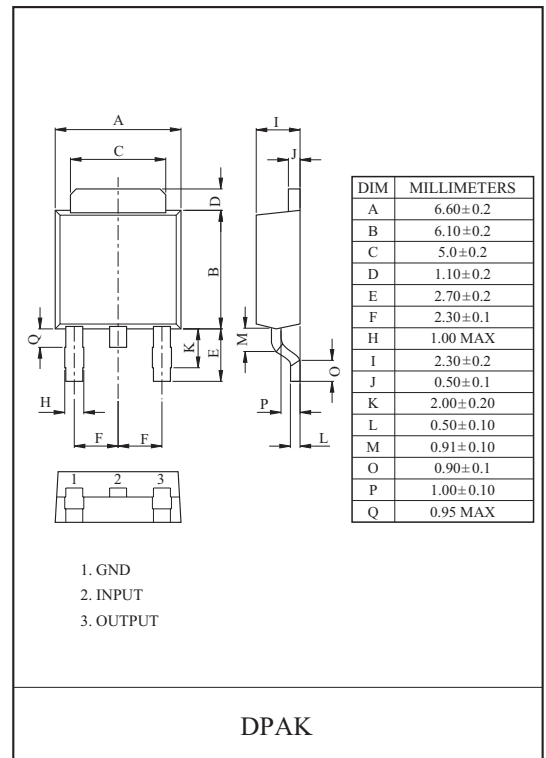 A
C
I
J
D
B
Q
K
E
M
O
H
P
F F
L
1 2 3
DIM MILLIMETERS
A 6.60±0.2
B 6.10±0.2
C 5.0±0.2
D 1.10±0.2
E 2.70±0.2
F 2.30±0.1
H 1.00 MAX
I 2.30±0.2
J 0.50±0.1
K 2.00±0.20
L 0.50±0.10
M 0.91±0.10
O 0.90±0.1
P 1.00±0.10
Q 0.95 MAX
1. GND
2. INPUT
3. OUTPUT
DPAK